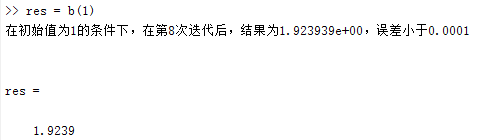 >> res = b(1)
在初始值为1的条件下，在第8次迭代后，结果为1.923939e+00，误差小于0.0001
res =
1.9239